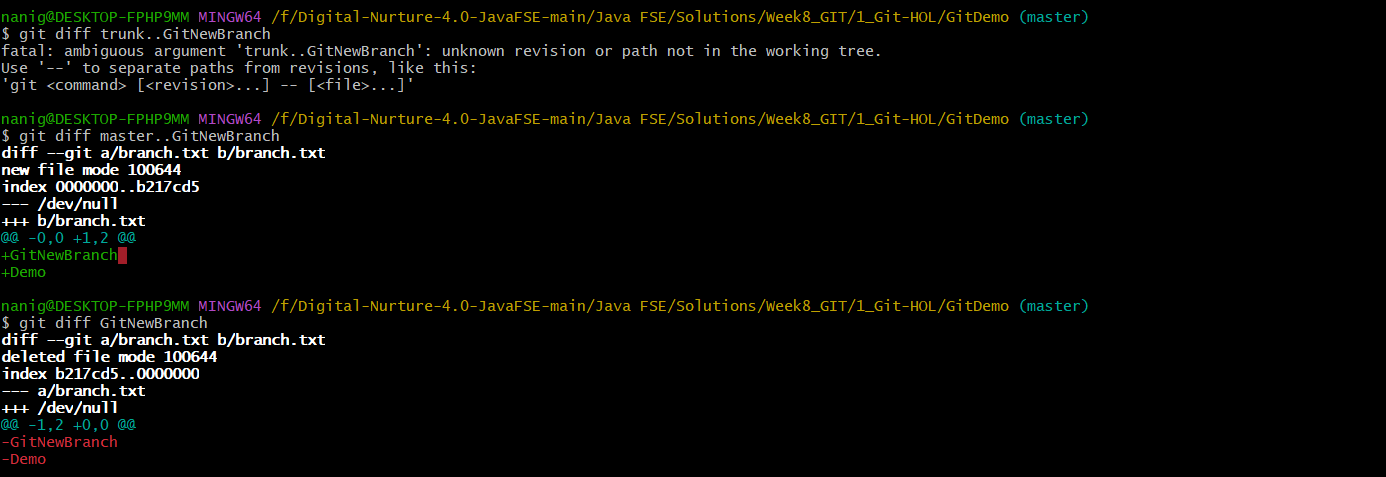 nanig@DESKTOP-FPHP9MM MINGW64 /f/Digital-Nurture-4.0-JavaFSE-main/Java FSE/Solutions/Week8_GIT/1_Git-HOL/GitDemo (master)
$ git diff trunk..GitNewBranch
fatal: ambiguous argument 'trunk..GitNewBranch': unknown revision or path not in the working tree.
Use '--' to separate paths from revisions, like this:
'git <command> [<revision>...] -- [<file>...]'
nanig@DESKTOP-FPHP9MM MINGW64 /f/Digital-Nurture-4.0-JavaFSE-main/Java FSE/Solutions/Week8_GIT/1_Git-HOL/GitDemo (master)
$ git diff master..GitNewBranch
diff --git a/branch.txt b/branch.txt
new file mode 100644
index 0000000..b217cd5
--- /dev/null
+++ b/branch.txt
@@ -0,0 +1,2 @@
+GitNewBranch
+Demo
nanig@DESKTOP-FPHP9MM MINGW64 /f/Digital-Nurture-4.0-JavaFSE-main/Java FSE/Solutions/Week8_GIT/1_Git-HOL/GitDemo (master)
$ git diff GitNewBranch
diff --git a/branch.txt b/branch.txt
deleted file mode 100644
index b217cd5..0000000
--- a/branch.txt
+++ /dev/null
@@ -1,2 +0,0 @@
-GitNewBranch
-Demo